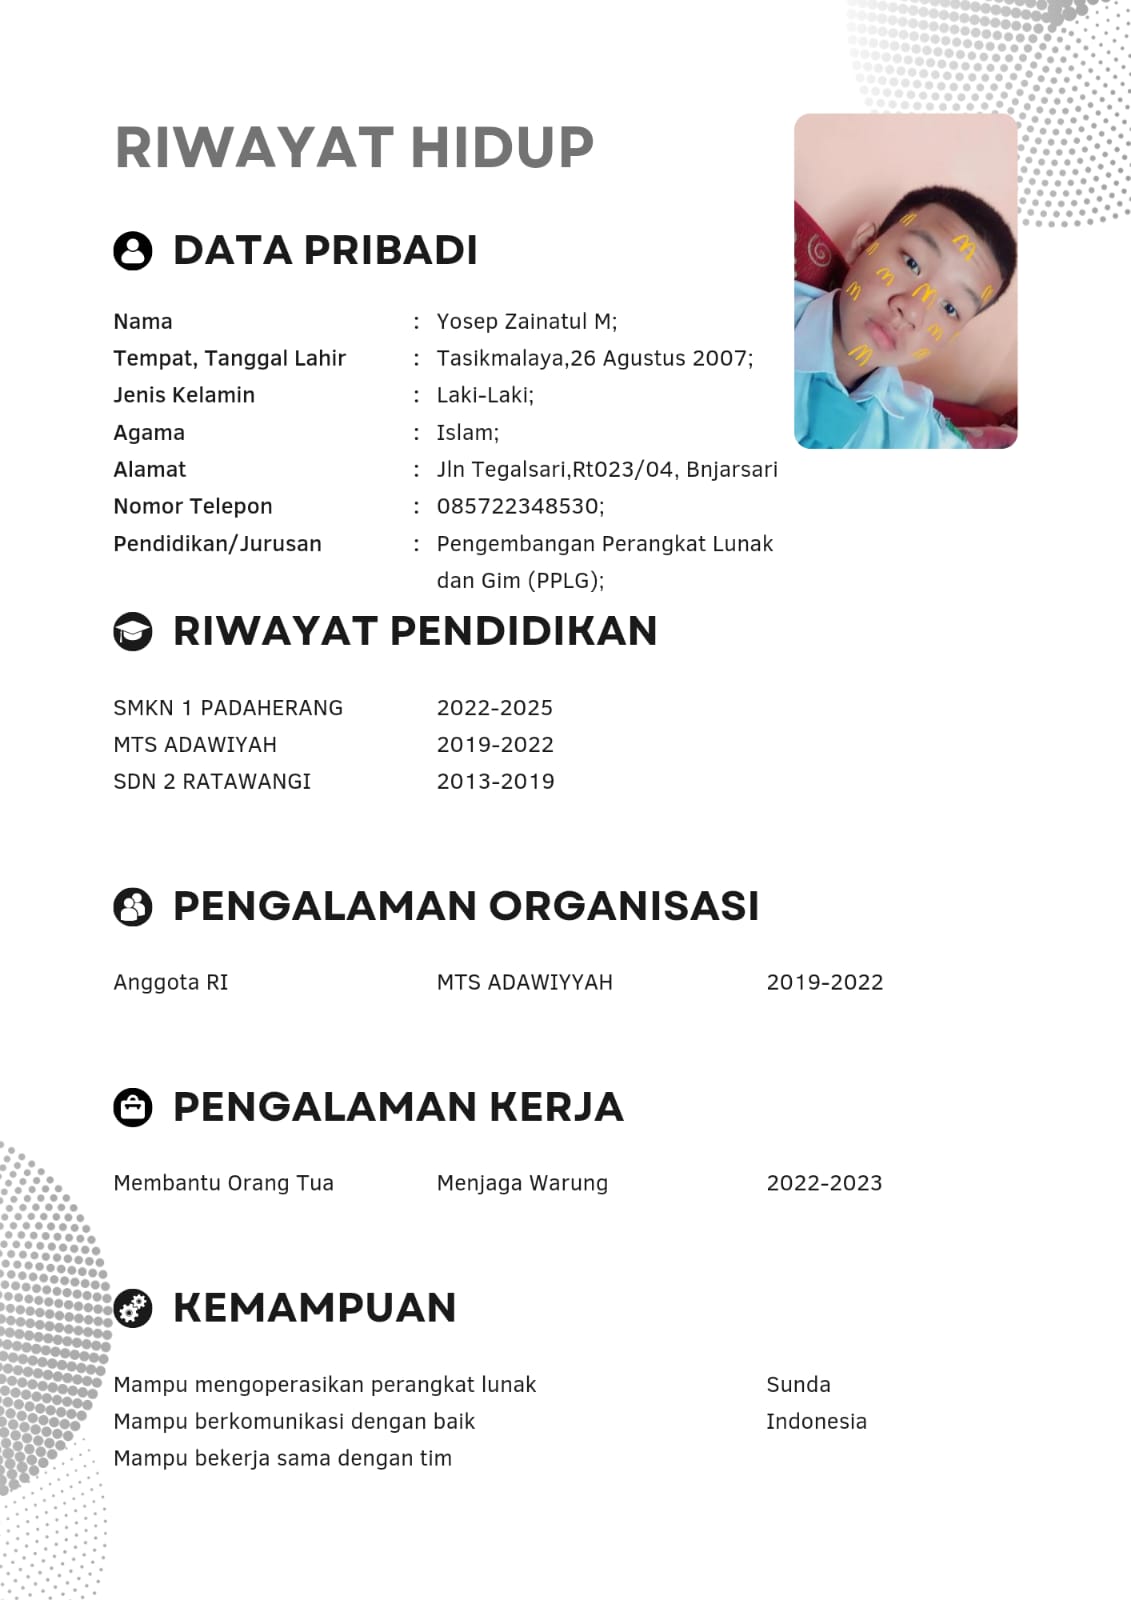 RIWAYAT HIDUP
DATA PRIBADI
Nama : Yosep Zainatul M;
Tempat, Tanggal Lahir : Tasikmalaya,26 Agustus 2007;
Jenis Kelamin : Laki-Laki;
Agama : Islam;
Alamat : Jln Tegalsari,Rt023/04, Bnjarsari
Nomor Telepon : 085722348530;
Pendidikan/Jurusan : Pengembangan Perangkat Lunak
dan Gim (PPLG);
RIWAYAT PENDIDIKAN
SMKN 1 PADAHERANG 2022-2025
MTS ADAWIYAH 2019-2022
SDN 2 RATAWANGI 2013-2019
PENGALAMAN ORGANISASI
Anggota RI MTS ADAWIYYAH 2019-2022
PENGALAMAN KERJA
Membantu Orang Tua Menjaga Warung 2022-2023
KEMAMPUAN
Mampu mengoperasikan perangkat lunak Sunda
Mampu berkomunikasi dengan baik Indonesia
Mampu bekerja sama dengan tim